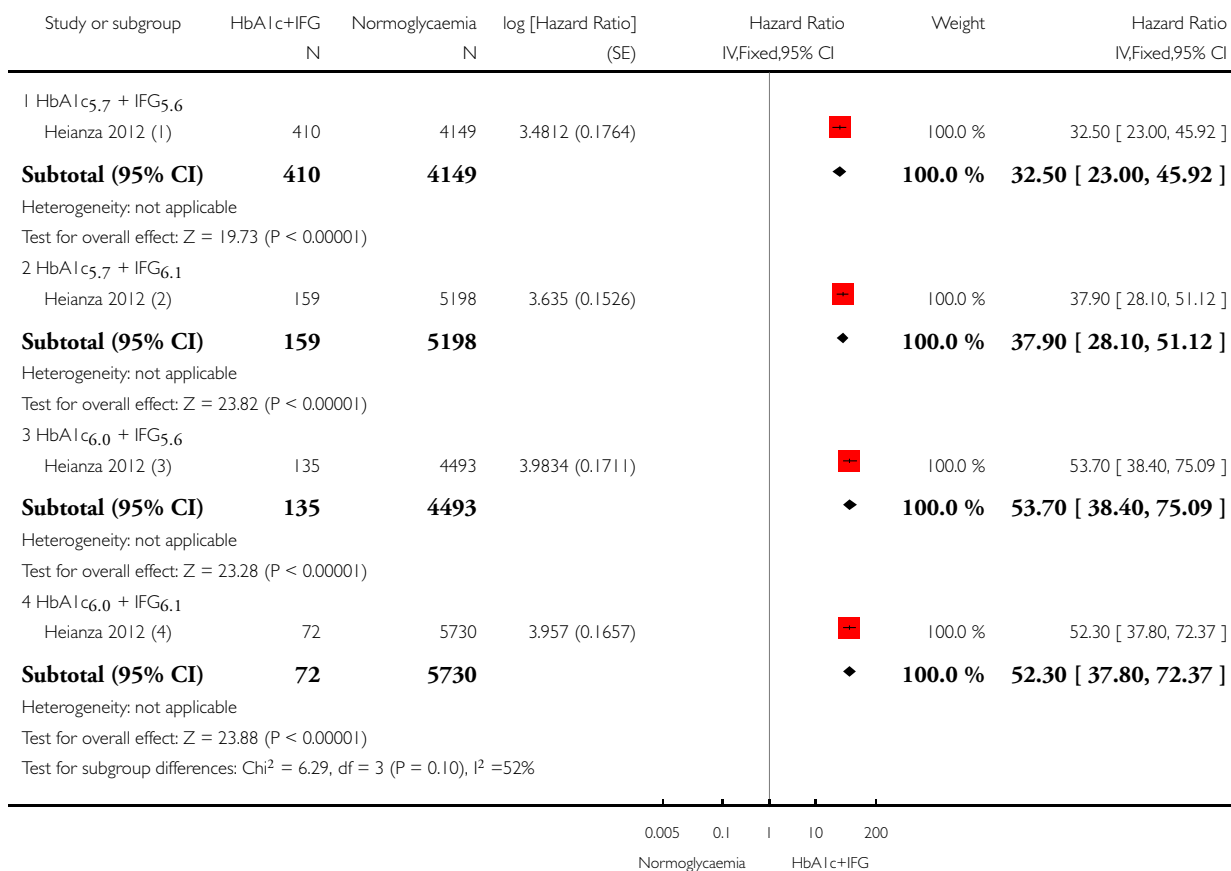 Study or subgroup HbA1c+IFG Normoglycaemia log [Hazard Ratio] Hazard Ratio Weight Hazard Ratio
N N (SE) IV,Fixed,95% CI IV,Fixed,95% CI
1 HbA1c5.7 + IFG5.6
Heianza 2012 (1) 410 4149 3.4812 (0.1764) 100.0 % 32.50 [ 23.00, 45.92 ]
Subtotal (95% CI) 410 4149 100.0 % 32.50 [ 23.00, 45.92 ]
Heterogeneity: not applicable
Test for overall effect: Z = 19.73 (P < 0.00001)
2 HbA1c5.7 + IFG6.1
Heianza 2012 (2) 159 5198 3.635 (0.1526) 100.0 % 37.90 [ 28.10, 51.12 ]
Subtotal (95% CI) 159 5198 100.0 % 37.90 [ 28.10, 51.12 ]
Heterogeneity: not applicable
Test for overall effect: Z = 23.82 (P < 0.00001)
3 HbA1c6.0 + IFG5.6
Heianza 2012 (3) 135 4493 3.9834 (0.1711) 100.0 % 53.70 [ 38.40, 75.09 ]
Subtotal (95% CI) 135 4493 100.0 % 53.70 [ 38.40, 75.09 ]
Heterogeneity: not applicable
Test for overall effect: Z = 23.28 (P < 0.00001)
4 HbA1c6.0 + IFG6.1
Heianza 2012 (4) 72 5730 3.957 (0.1657) 100.0 % 52.30 [ 37.80, 72.37 ]
Subtotal (95% CI) 72 5730 100.0 % 52.30 [ 37.80, 72.37 ]
Heterogeneity: not applicable
Test for overall effect: Z = 23.88 (P < 0.00001)
Test for subgroup differences: Chi² = 6.29, df = 3 (P = 0.10), I² =52%
0.005 0.1 1 10 200
Normoglycaemia HbA1c+IFG